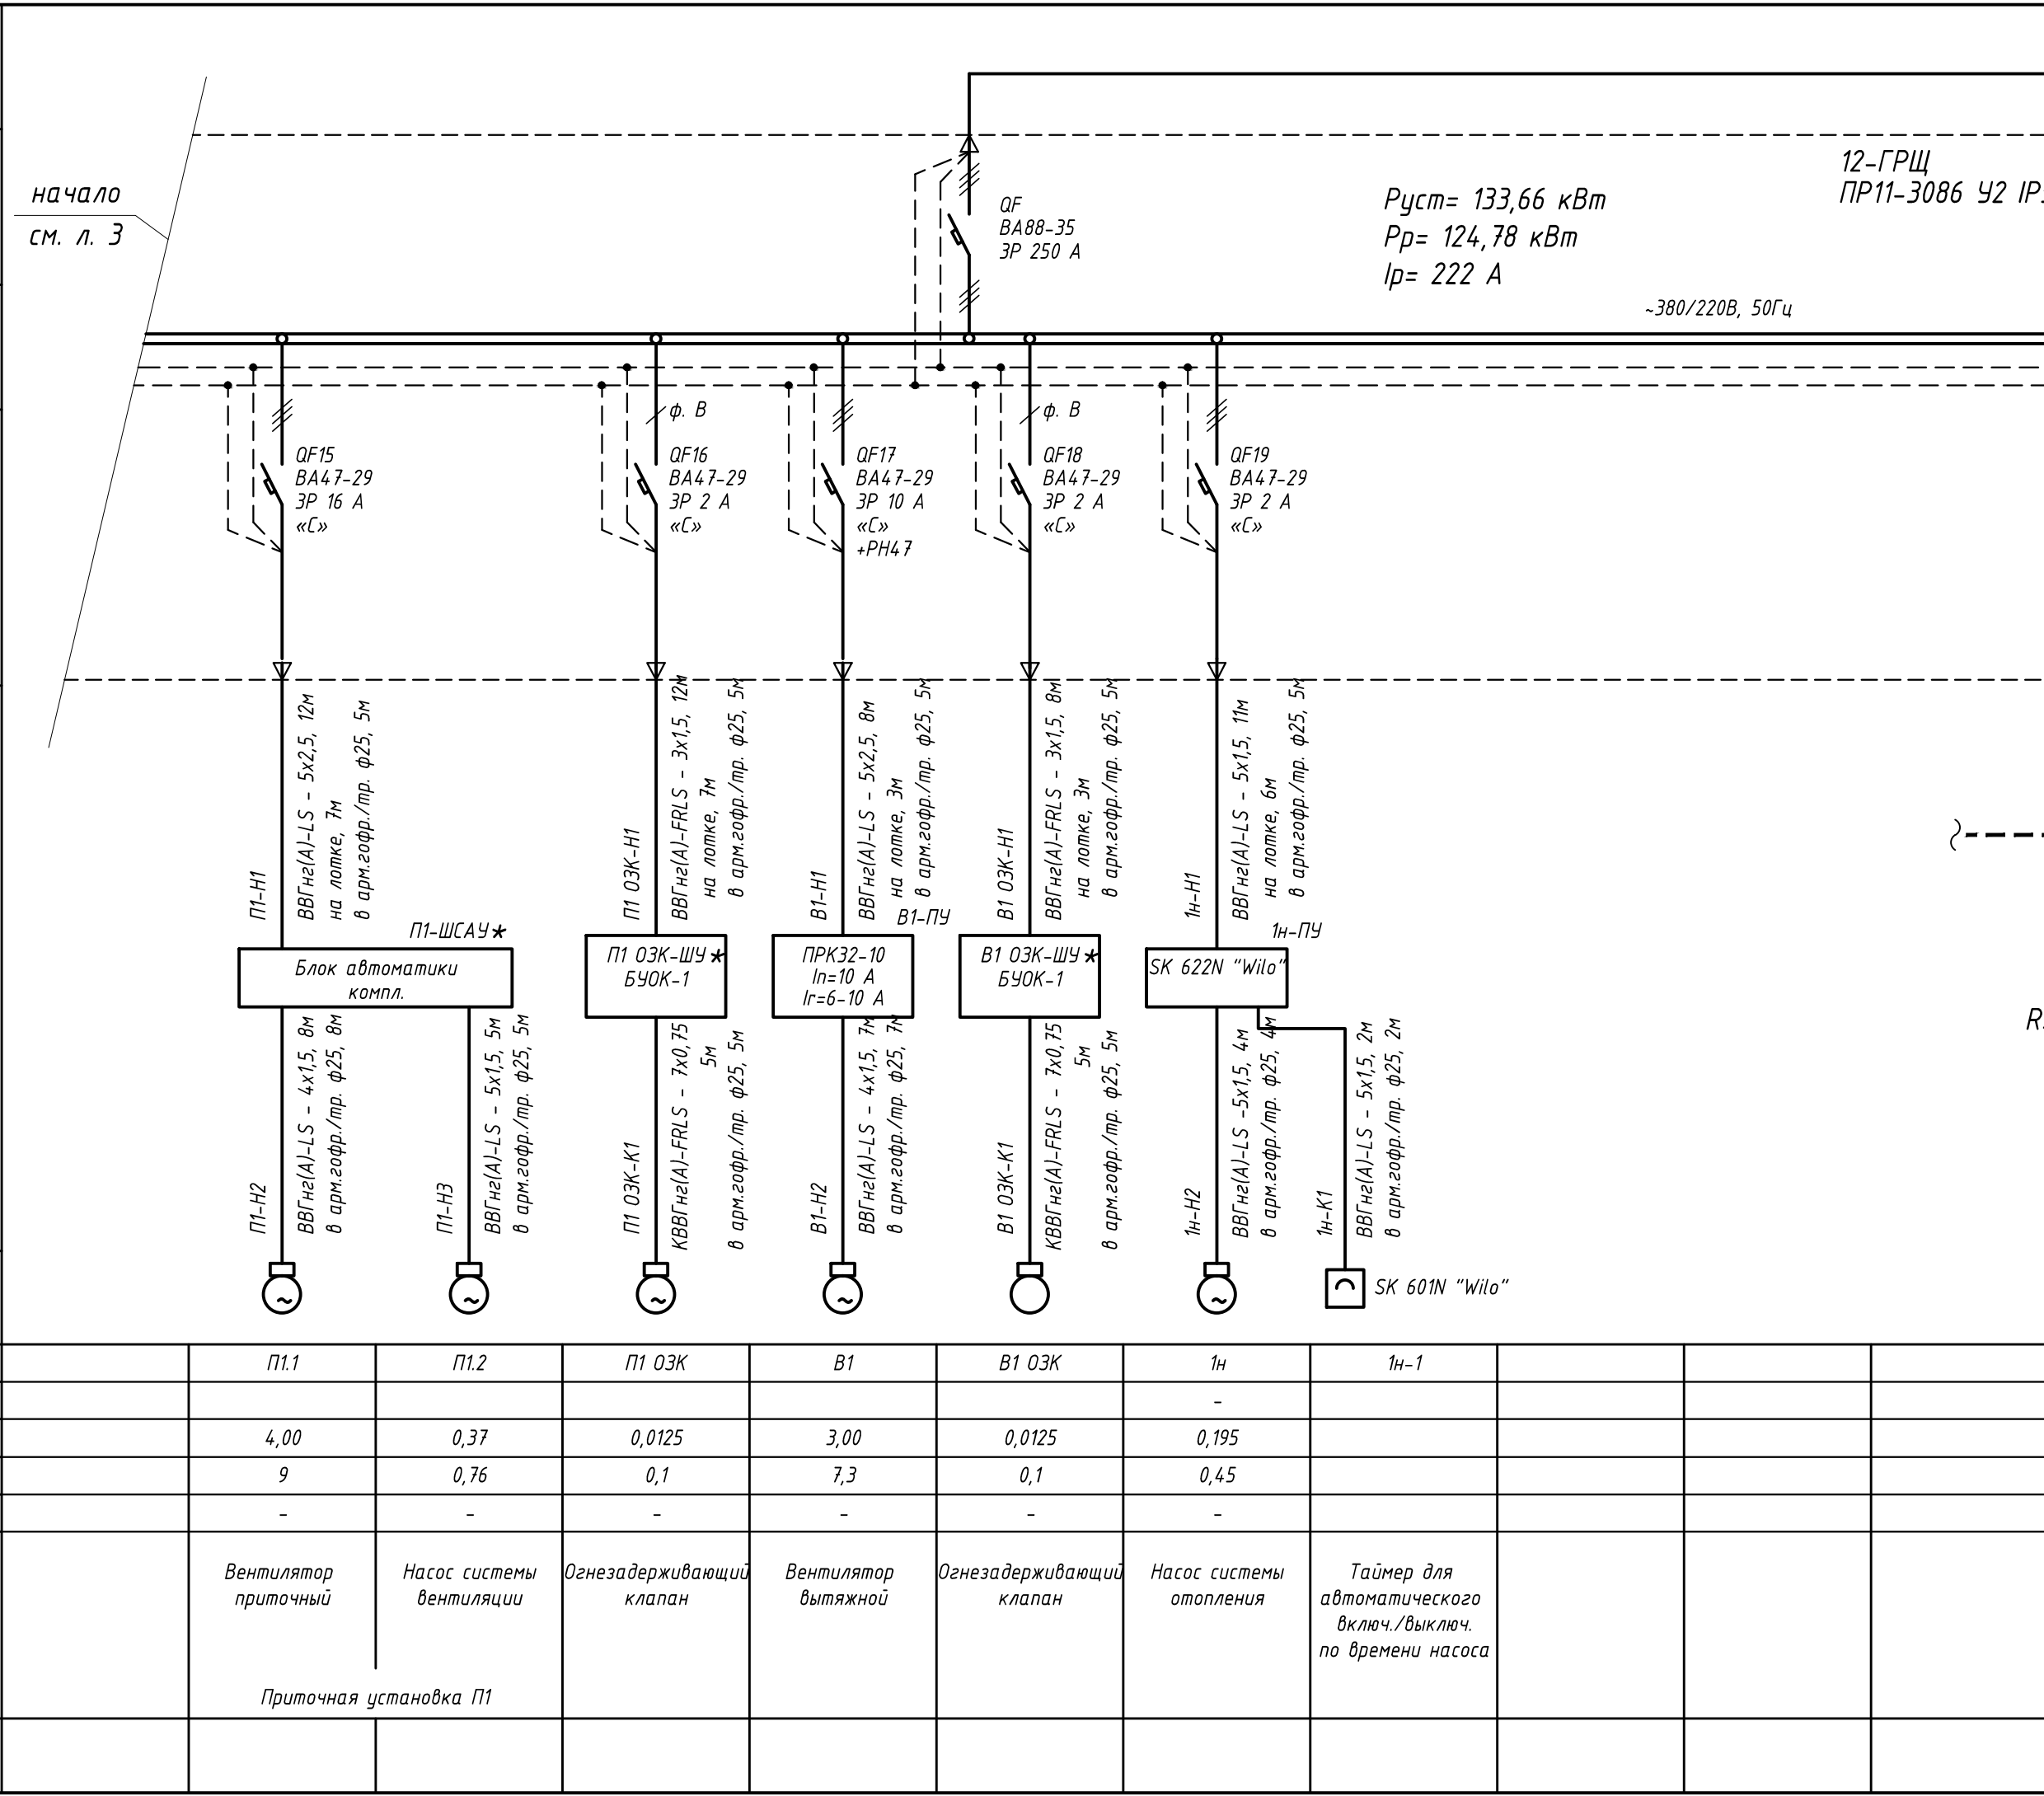 начало
см. л. 3
QF
ВА88-35
3P 250 А
Руст= 133,66 кВт
Рр= 124,78 кВт
Iр= 222 А
12-ГРЩ
ПР11-3086 У2
~380/220В, 50Гц
QF15
ВА47-29
3P 16 А
«С»
ф. В
QF16
ВА47-29
3P 2 А
«С»
QF17
ВА47-29
3P 10 А
«С»
+РН47
ф. В
QF18
ВА47-29
3P 2 А
«С»
QF19
ВА47-29
3P 2 А
«С»
П1-Н1
ВВГнг(А)-LS - 5х2,5, 12м
на лотке, 7м
в арм.гофр./тр. ф25, 5м
П1 ОЗК-Н1
ВВГнг(А)-FRLS - 3х1,5, 12м
на лотке, 7м
в арм.гофр./тр. ф25, 5м
В1-Н1
ВВГнг(А)-LS - 5х2,5, 8м
на лотке, 3м
в арм.гофр./тр. ф25, 5м
В1 ОЗК-Н1
ВВГнг(А)-FRLS - 3х1,5, 8м
на лотке, 3м
в арм.гофр./тр. ф25, 5м
1н-Н1
ВВГнг(А)-LS - 5х1,5, 11м
на лотке, 6м
в арм.гофр./тр. ф25, 5м
П1-ШСАУ*
Блок автоматики
компл.
П1 ОЗК-ШУ*
БУОК-1
В1-ПУ
ПРК32-10
In=10 А
Ir=6-10 А
В1 ОЗК-ШУ*
БУОК-1
1н-ПУ
SK 622N "Wilo"
П1-Н2
ВВГнг(А)-LS - 4х1,5, 8м
в арм.гофр./тр. ф25, 8м
П1-Н3
ВВГнг(А)-LS - 5х1,5, 5м
в арм.гофр./тр. ф25, 5м
П1 ОЗК-К1
КВВГнг(А)-FRLS - 7х0,75
5м
в арм.гофр./тр. ф25, 5м
В1-Н2
ВВГнг(А)-LS - 4х1,5, 7м
в арм.гофр./тр. ф25, 7м
В1 ОЗК-К1
КВВГнг(А)-FRLS - 7х0,75
5м
в арм.гофр./тр. ф25, 5м
1н-Н2
ВВГнг(А)-LS -5х1,5, 4м
в арм.гофр./тр. ф25, 4м
1н-К1
ВВГнг(А)-LS - 5х1,5, 2м
в арм.гофр./тр. ф25, 2м
SK 601N "Wilo"
П1.1 П1.2 П1 ОЗК В1 В1 ОЗК 1н 1н-1
-
4,00 0,37 0,0125 3,00 0,0125 0,195
9 0,76 0,1 7,3 0,1 0,45
- - - - - -
Вентилятор
приточный
Насос системы
вентиляции
Огнезадерживающий
клапан
Вентилятор
вытяжной
Огнезадерживающий
клапан
Насос системы
отопления
Таймер для
автоматического
включ./выключ.
по времени насоса
Приточная установка П1